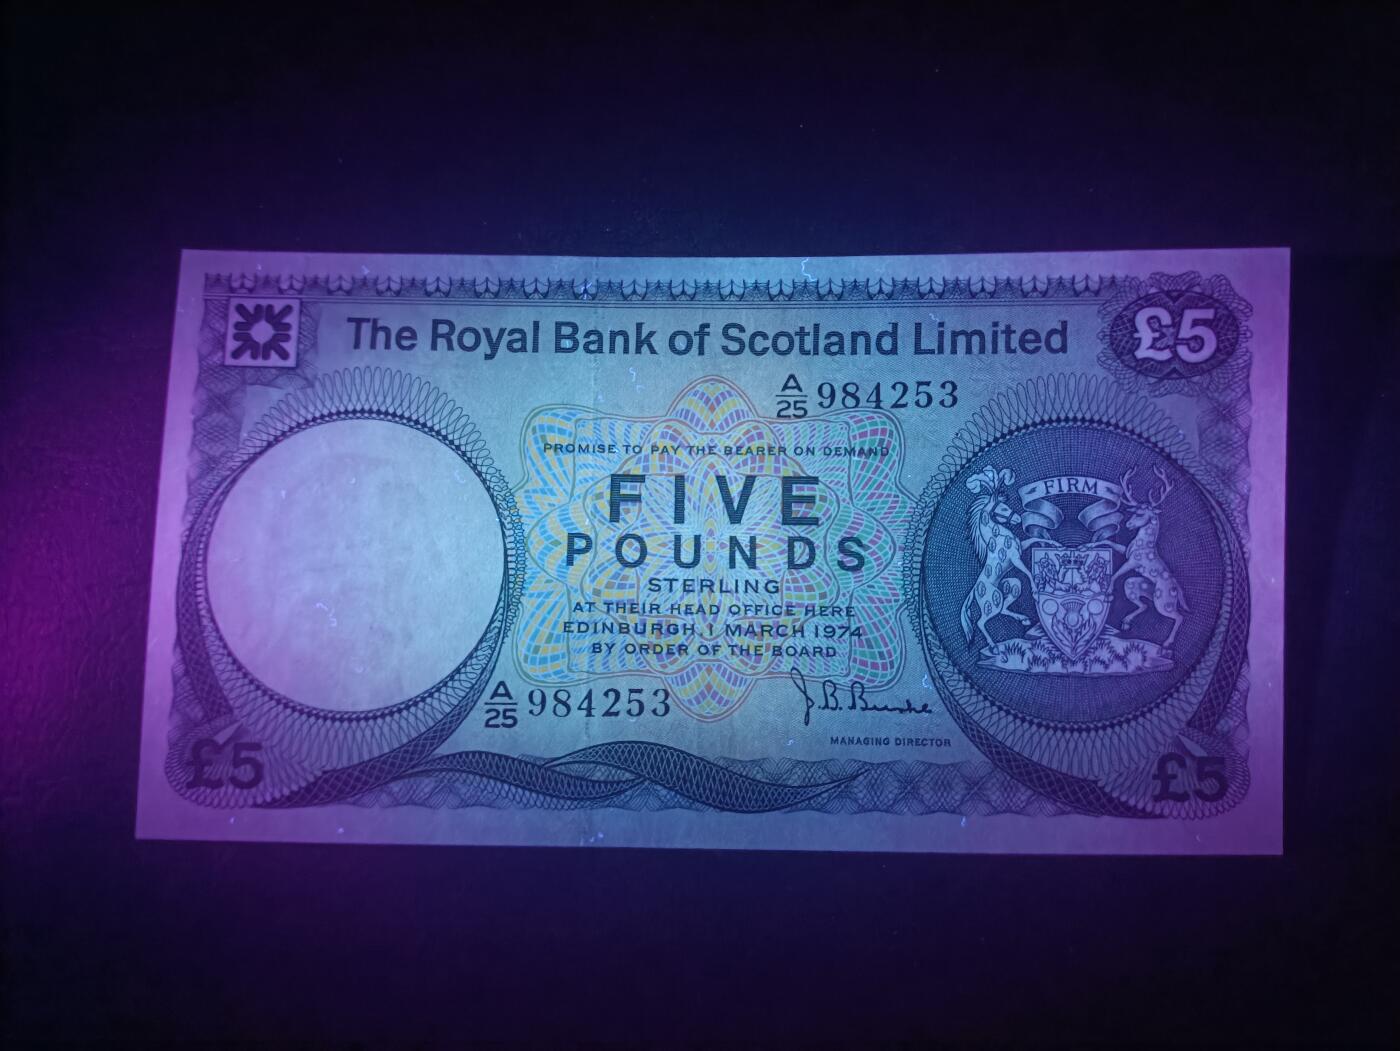 The Royal Bank of Scotland Limited
£5
A/25 984253
PROMISE TO PAY THE BEARER ON DEMAND
FIVE
POUNDS
STERLING
AT THEIR HEAD OFFICE HERE
EDINBURGH, 1 MARCH 1974
BY ORDER OF THE BOARD
FIRM
A/25 984253
J.B. Burke
MANAGING DIRECTOR
£5
£5